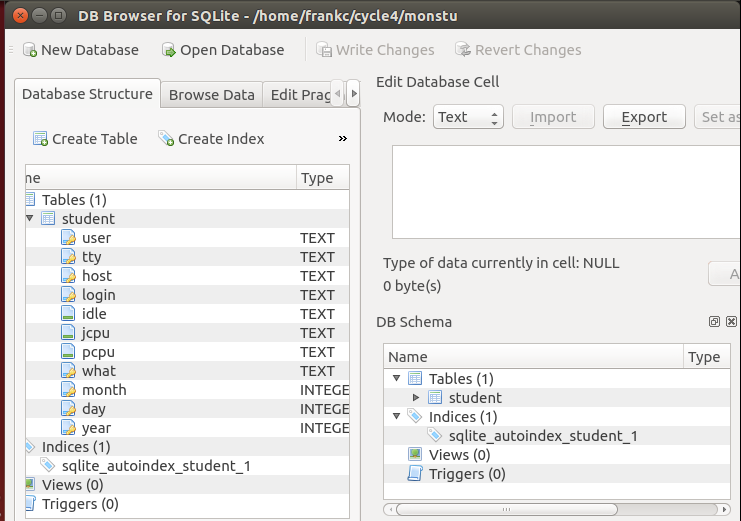 DB Browser for SQLite - /home/frankc/cycle4/monstu
New Database Open Database Write Changes Revert Changes
Database Structure Browse Data Edit Prag
Create Table Create Index »
me Type
Tables (1)
student
user TEXT
tty TEXT
host TEXT
login TEXT
idle TEXT
jcpu TEXT
pcpu TEXT
what TEXT
month INTEGE
day INTEGE
year INTEGE
Indices (1)
sqlite_autoindex_student_1
Views (0)
Triggers (0)
Edit Database Cell
Mode: Text Import Export Set as
Type of data currently in cell: NULL
0 byte(s)
A
DB Schema
Name Type
Tables (1)
student
Indices (1)
sqlite_autoindex_student_1
Views (0)
Triggers (0)